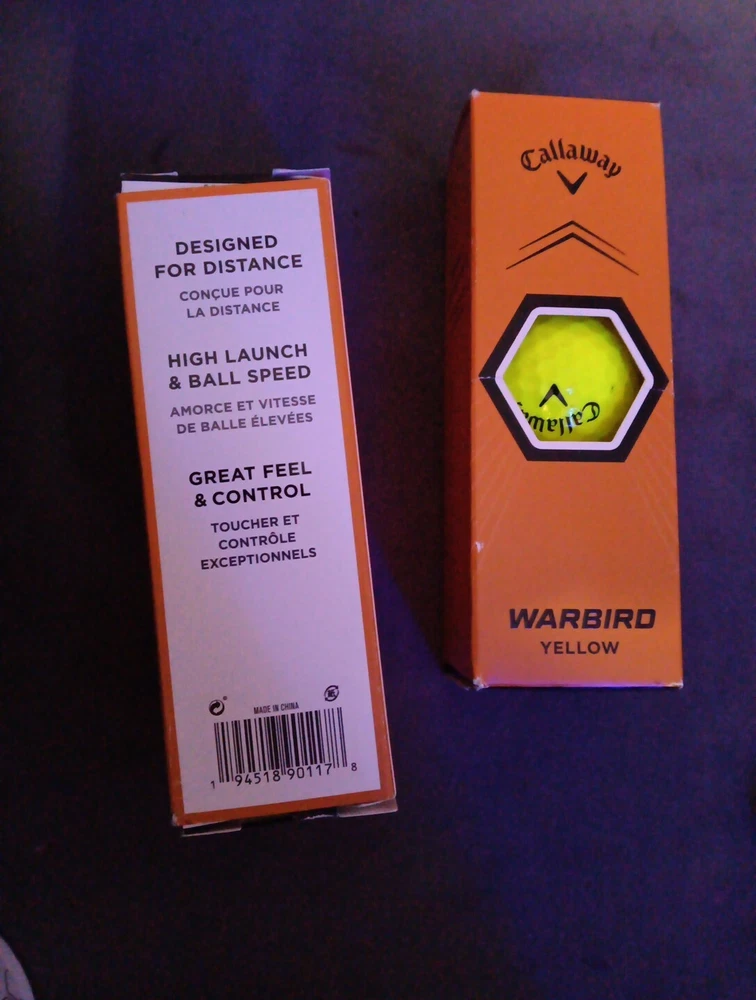 DESIGNED
FOR DISTANCE
CONÇUE POUR
LA DISTANCE
HIGH LAUNCH
& BALL SPEED
AMORCE ET VITESSE
DE BALLE ÉLEVÉES
GREAT FEEL
& CONTROL
TOUCHER ET
CONTRÔLE
EXCEPTIONNELS
MADE IN CHINA
1 94518 90117 8
Callaway
Callaway
WARBIRD
YELLOW